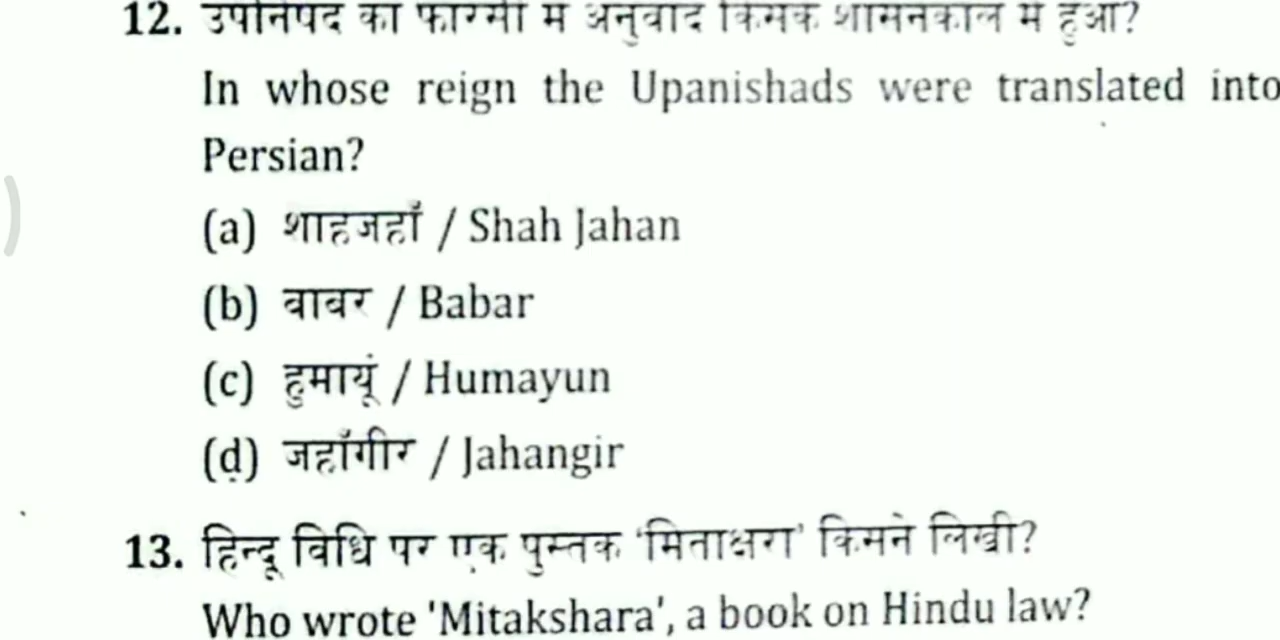 12. उपनिषद का फारसी में अनुवाद किसके शासनकाल में हुआ?
In whose reign the Upanishads were translated into
Persian?
(a) शाहजहाँ / Shah Jahan
(b) बाबर / Babar
(c) हुमायूं / Humayun
(d) जहाँगीर / Jahangir
13. हिन्दू विधि पर एक पुस्तक 'मिताक्षरा' किसने लिखी?
Who wrote 'Mitakshara', a book on Hindu law?